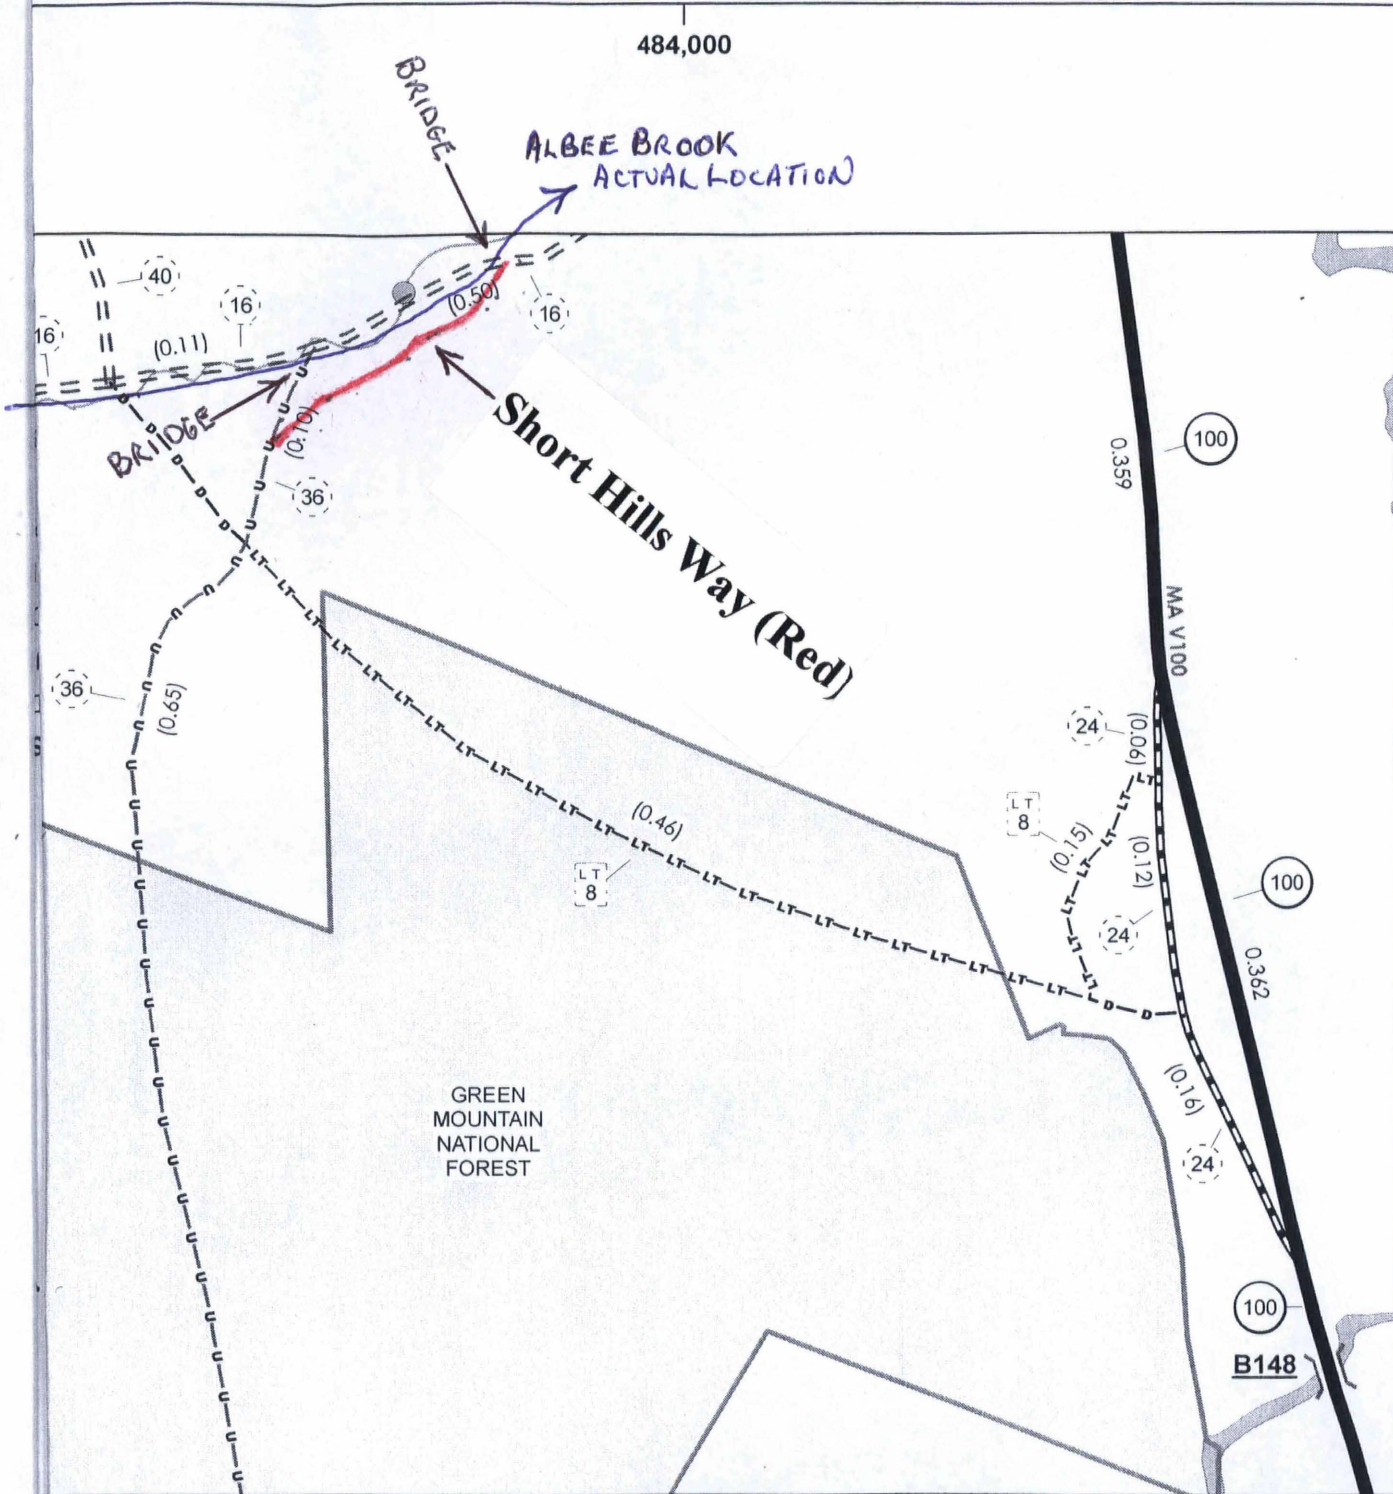 484,000
BRIDGE
ALBEE BROOK
ACTUAL LOCATION
40
16
16
(0.11)
(0.50)
16
BRIDGE
(0.10)
36
Short Hills Way (Red)
100
0.359
MA V100
36
(0.65)
24
(0.06)
LT
8
(0.15)
(0.12)
(0.46)
LT
8
100
24
0.362
(0.16)
24
GREEN
MOUNTAIN
NATIONAL
FOREST
100
B148